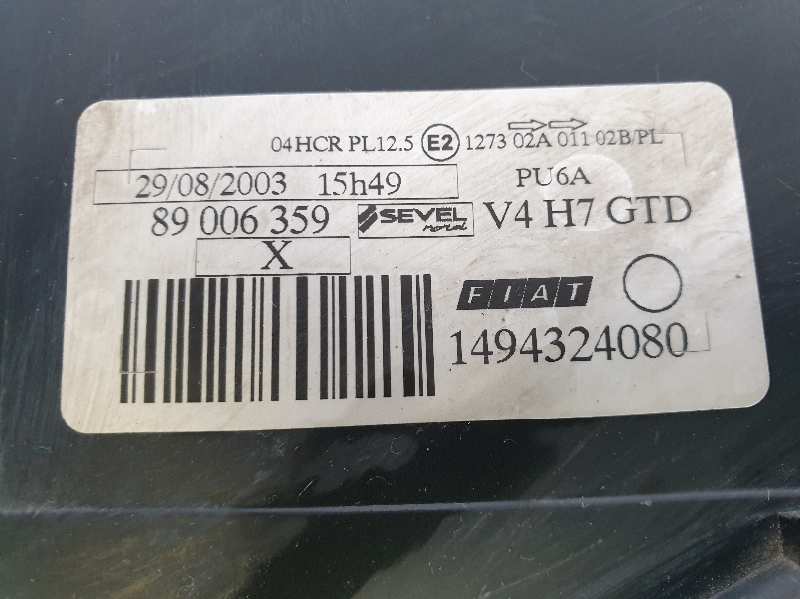 04HCR PL12.5 E2 1273 02A 011 02B/PL
29/08/2003 15h49 PU6A
89 006 359 SEVEL nord V4 H7 GTD
X
FIAT
1494324080